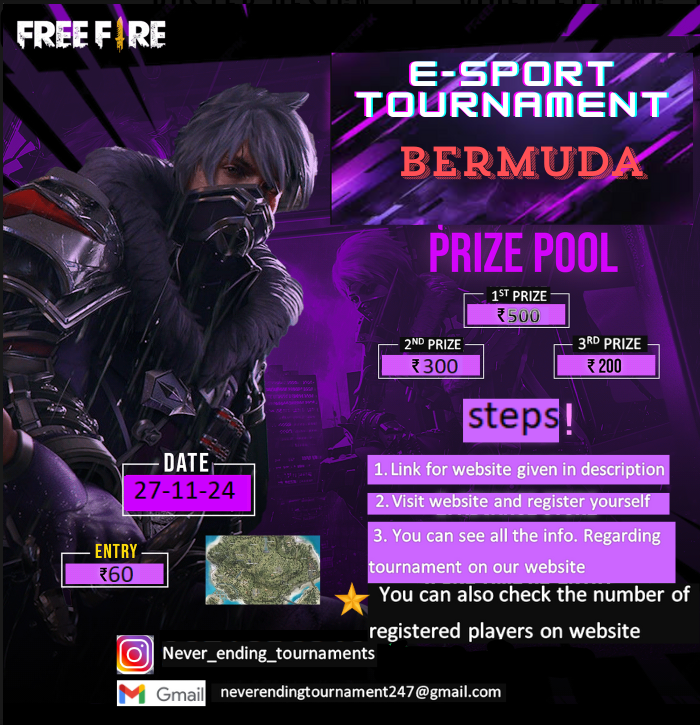 FREE FIRE
E-SPORT
TOURNAMENT
BERMUDA
PRIZE POOL
1ST PRIZE
₹500
2ND PRIZE
₹300
3RD PRIZE
₹ 200
steps!
1. Link for website given in description
2. Visit website and register yourself
3. You can see all the info. Regarding
tournament on our website
DATE
27-11-24
ENTRY
₹60
You can also check the number of
registered players on website
Never_ending_tournaments
Gmail
neverendingtournament247@gmail.com